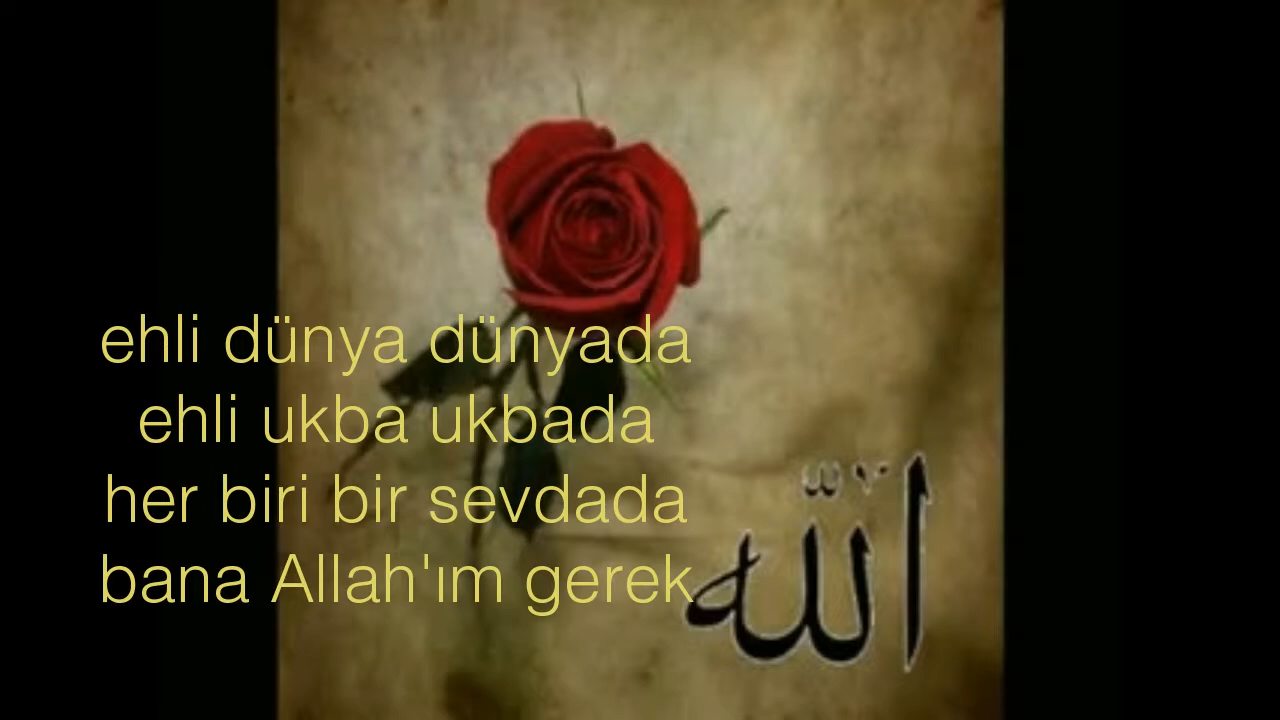 ehli dünya dünyada
ehli ukba ukbada
her biri bir sevdada
bana Allah'ım gerek
الله